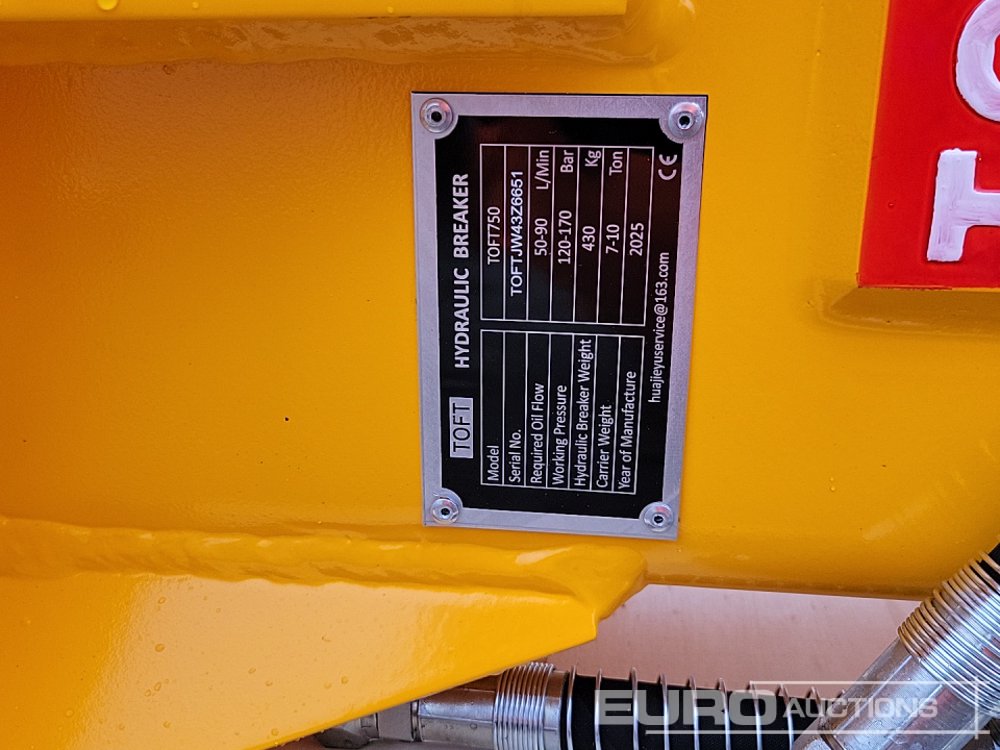 TOFT HYDRAULIC BREAKER
Model TOFT750
Serial No. TOFTJW43Z6651
Required Oil Flow 50-90 L/Min
Working Pressure 120-170 Bar
Hydraulic Breaker Weight 430 Kg
Carrier Weight 7-10 Ton
Year of Manufacture 2025
huajieyuservice@163.com CE
TO
EURO AUCTIONS